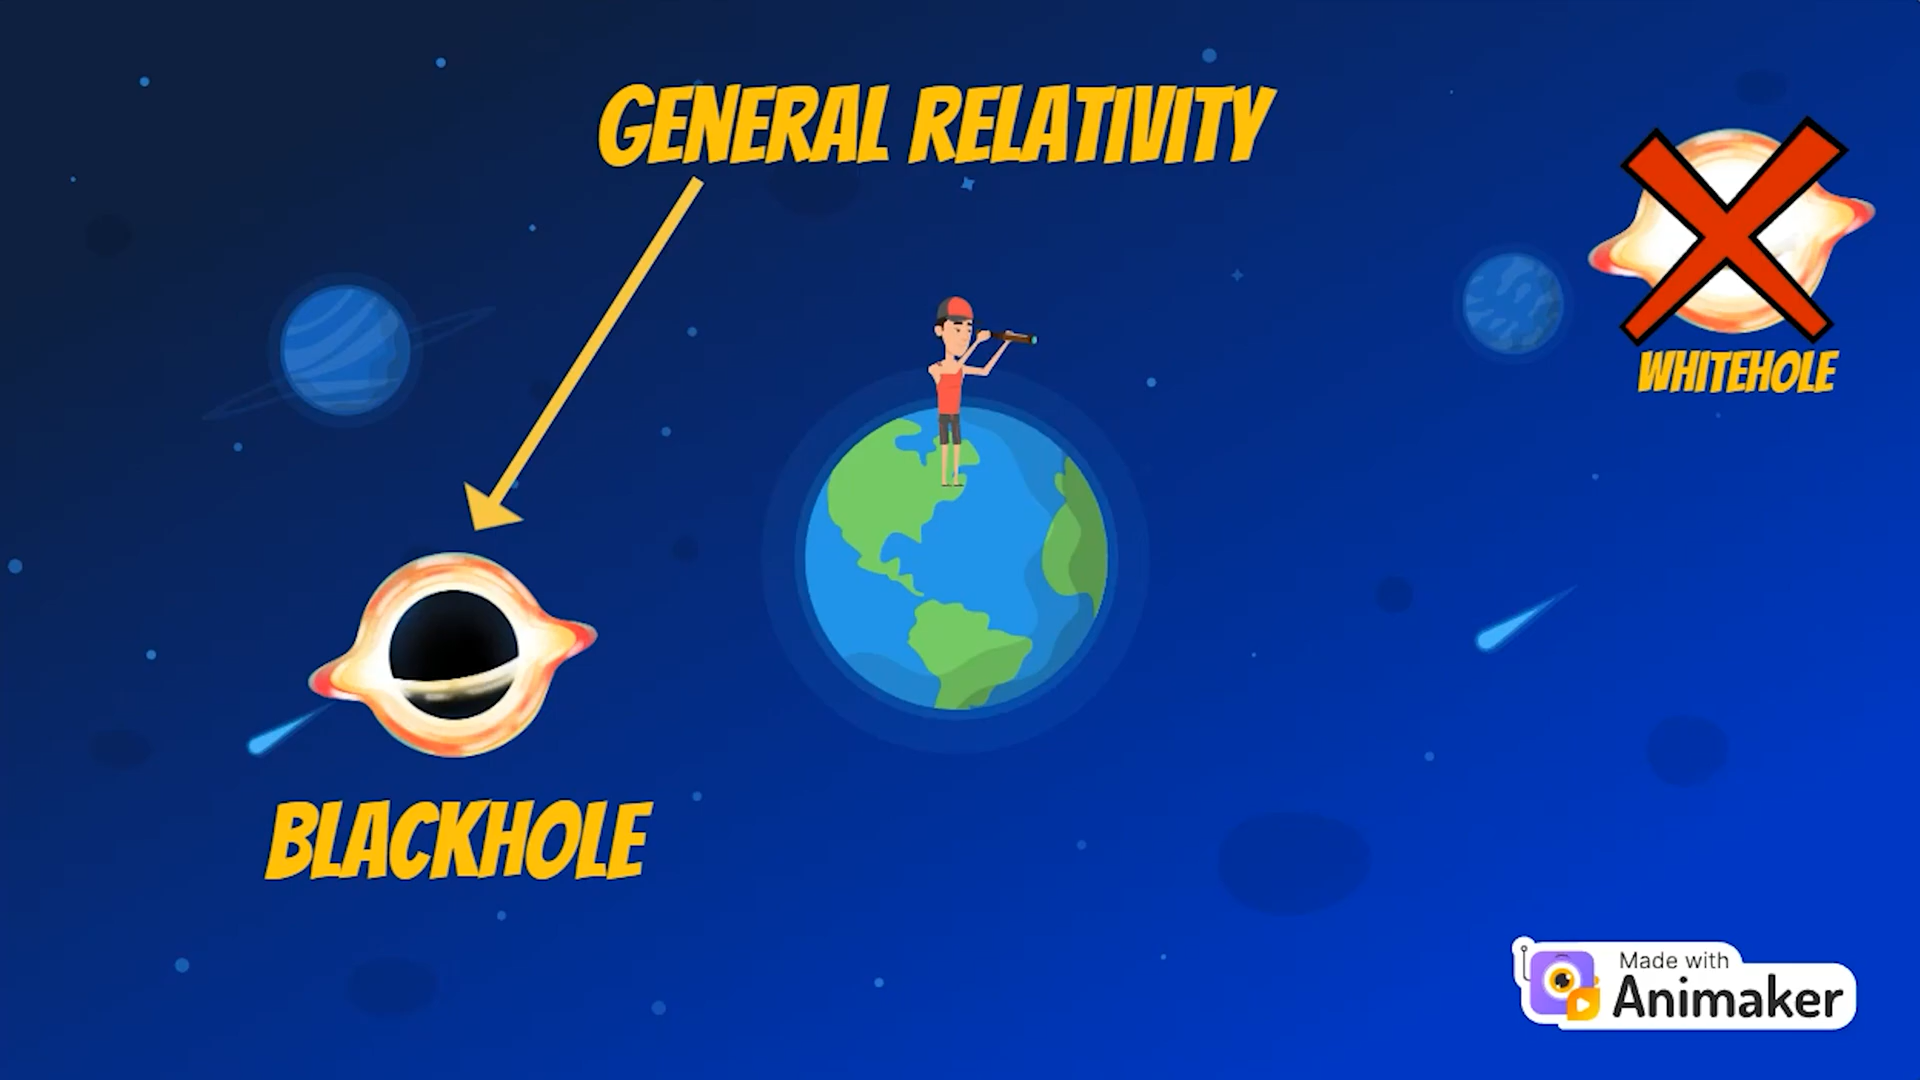 GENERAL RELATIVITY
WHITEHOLE
BLACKHOLE
Made with
Animaker